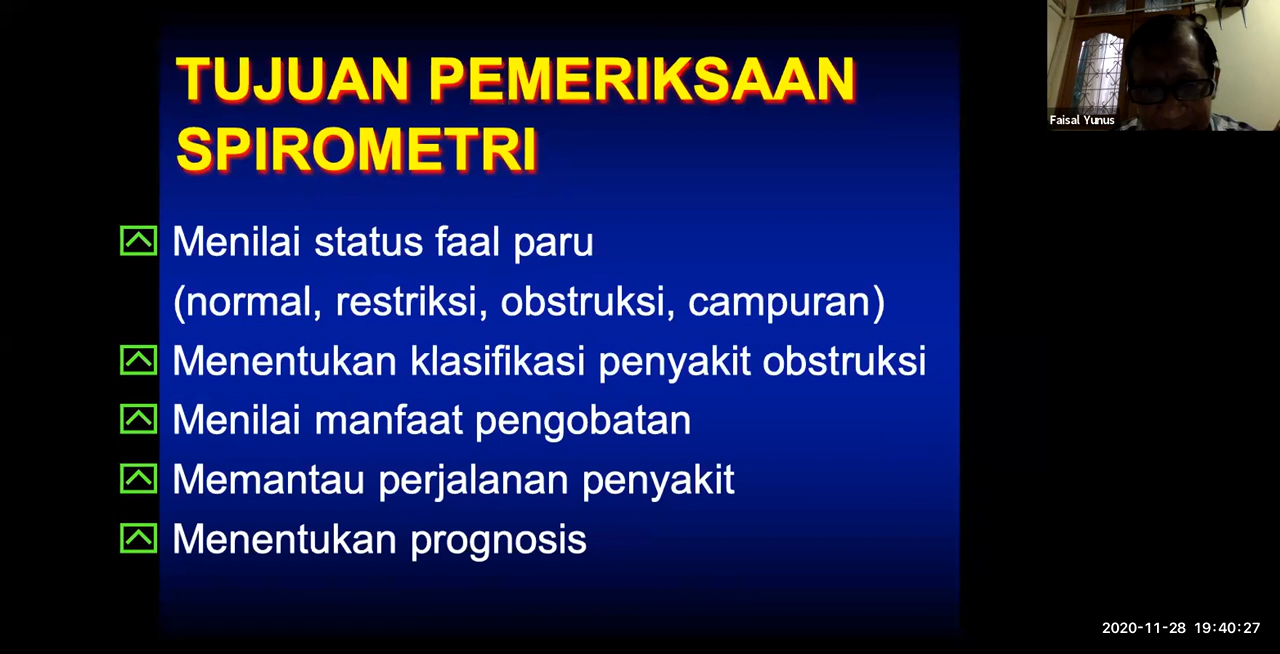 TUJUAN PEMERIKSAAN
SPIROMETRI
Menilai status faal paru
(normal, restriksi, obstruksi, campuran)
Menentukan klasifikasi penyakit obstruksi
Menilai manfaat pengobatan
Memantau perjalanan penyakit
Menentukan prognosis
Faisal Yunus
2020-11-28 19:40:27